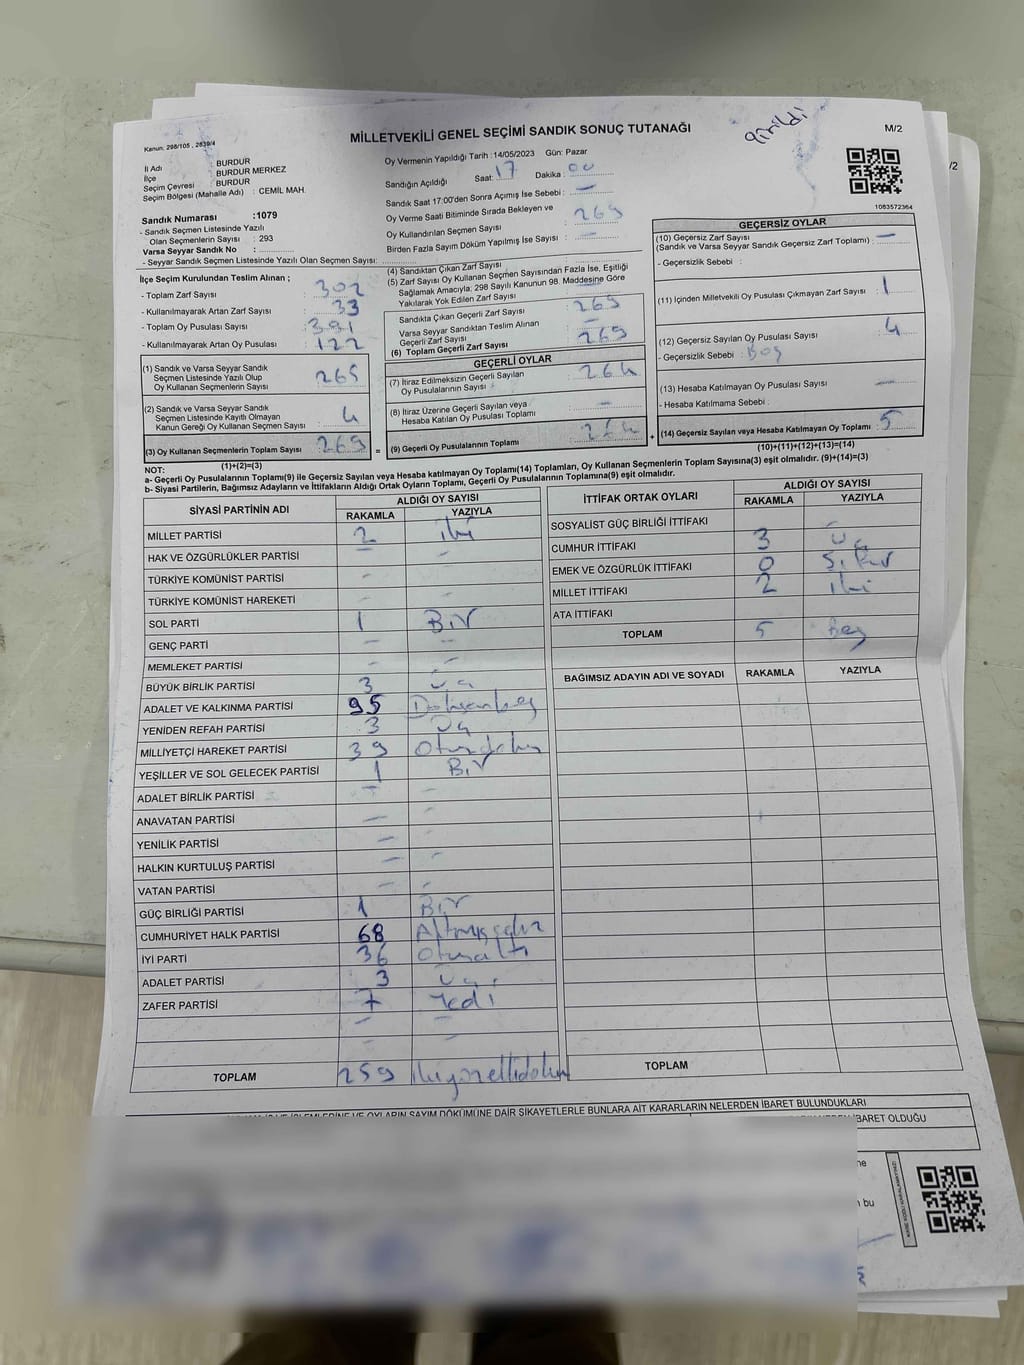 girildi
MİLLETVEKİLİ GENEL SEÇİMİ SANDIK SONUÇ TUTANAĞI
M/2
/2
Kanun: 298/105 , 2839/4
İl Adı : BURDUR
İlçe : BURDUR MERKEZ
Seçim Çevresi : BURDUR
Seçim Bölgesi (Mahalle Adı) : CEMİL MAH.
Sandık Numarası :1079
- Sandık Seçmen Listesinde Yazılı
Olan Seçmenlerin Sayısı : 293
Varsa Seyyar Sandık No :
- Seyyar Sandık Seçmen Listesinde Yazılı Olan Seçmen Sayısı:
Oy Vermenin Yapıldığı Tarih : 14/05/2023 Gün: Pazar
Sandığın Açıldığı Saat: 17 Dakika : 00
Sandık Saat 17:00'den Sonra Açılmış İse Sebebi : —
Oy Verme Saati Bitiminde Sırada Bekleyen ve
Oy Kullandırılan Seçmen Sayısı : 269
Birden Fazla Sayım Döküm Yapılmış İse Sayısı : —
1083572364
İlçe Seçim Kurulundan Teslim Alınan ;
- Toplam Zarf Sayısı : 302
- Kullanılmayarak Artan Zarf Sayısı : 33
- Toplam Oy Pusulası Sayısı : 391
- Kullanılmayarak Artan Oy Pusulası : 122
(1) Sandık ve Varsa Seyyar Sandık
Seçmen Listesinde Yazılı Olup
Oy Kullanan Seçmenlerin Sayısı : 265
(2) Sandık ve Varsa Seyyar Sandık
Seçmen Listesinde Kayıtlı Olmayan
Kanun Gereği Oy Kullanan Seçmen Sayısı : 4
(3) Oy Kullanan Seçmenlerin Toplam Sayısı : 269
(1)+(2)=(3)
(4) Sandıktan Çıkan Zarf Sayısı
(5) Zarf Sayısı Oy Kullanan Seçmen Sayısından Fazla İse, Eşitliği
Sağlamak Amacıyla; 298 Sayılı Kanunun 98. Maddesine Göre
Yakılarak Yok Edilen Zarf Sayısı :
Sandıkta Çıkan Geçerli Zarf Sayısı : 269
Varsa Seyyar Sandıktan Teslim Alınan
Geçerli Zarf Sayısı : —
(6) Toplam Geçerli Zarf Sayısı : 269
GEÇERLİ OYLAR
(7) İtiraz Edilmeksizin Geçerli Sayılan
Oy Pusulalarının Sayısı : 264
(8) İtiraz Üzerine Geçerli Sayılan veya
Hesaba Katılan Oy Pusulası Toplamı : —
= (9) Geçerli Oy Pusulalarının Toplamı : 264 +
GEÇERSİZ OYLAR
(10) Geçersiz Zarf Sayısı : —
(Sandık ve Varsa Seyyar Sandık Geçersiz Zarf Toplamı)
- Geçersizlik Sebebi :
(11) İçinden Milletvekili Oy Pusulası Çıkmayan Zarf Sayısı : 1
(12) Geçersiz Sayılan Oy Pusulası Sayısı : 4
- Geçersizlik Sebebi : Boş
(13) Hesaba Katılmayan Oy Pusulası Sayısı : —
- Hesaba Katılmama Sebebi :
(14) Geçersiz Sayılan veya Hesaba Katılmayan Oy Toplamı : 5
(10)+(11)+(12)+(13)=(14)
NOT:
a- Geçerli Oy Pusulalarının Toplamı(9) ile Geçersiz Sayılan veya Hesaba katılmayan Oy Toplamı(14) Toplamları, Oy Kullanan Seçmenlerin Toplam Sayısına(3) eşit olmalıdır. (9)+(14)=(3)
b- Siyasi Partilerin, Bağımsız Adayların ve İttifakların Aldığı Oyların Toplamı, Geçerli Oy Pusulalarının Toplamına(9) eşit olmalıdır.
SİYASİ PARTİNİN ADI ALDIĞI OY SAYISI
RAKAMLA YAZIYLA
MİLLET PARTİSİ 2 iki
HAK VE ÖZGÜRLÜKLER PARTİSİ — —
TÜRKİYE KOMÜNİST PARTİSİ — —
TÜRKİYE KOMÜNİST HAREKETİ — —
SOL PARTİ 1 Bir
GENÇ PARTİ — —
MEMLEKET PARTİSİ — —
BÜYÜK BİRLİK PARTİSİ 3 üç
ADALET VE KALKINMA PARTİSİ 95 Doksanbeş
YENİDEN REFAH PARTİSİ 3 üç
MİLLİYETÇİ HAREKET PARTİSİ 39 Otuzdokuz
YEŞİLLER VE SOL GELECEK PARTİSİ 1 Bir
ADALET BİRLİK PARTİSİ — —
ANAVATAN PARTİSİ — —
YENİLİK PARTİSİ — —
HALKIN KURTULUŞ PARTİSİ — —
VATAN PARTİSİ — —
GÜÇ BİRLİĞİ PARTİSİ 1 Bir
CUMHURİYET HALK PARTİSİ 68 Altmışsekiz
İYİ PARTİ 36 Otuzaltı
ADALET PARTİSİ 3 üç
ZAFER PARTİSİ 7 Yedi
— —
— —
TOPLAM 259 ikiyüzellidokuz
İTTİFAK ORTAK OYLARI ALDIĞI OY SAYISI
RAKAMLA YAZIYLA
SOSYALİST GÜÇ BİRLİĞİ İTTİFAKI
CUMHUR İTTİFAKI 3 üç
EMEK VE ÖZGÜRLÜK İTTİFAKI 0 Sıfır
MİLLET İTTİFAKI 2 iki
ATA İTTİFAKI
TOPLAM 5 Beş
BAĞIMSIZ ADAYIN ADI VE SOYADI RAKAMLA YAZIYLA
TOPLAM
İŞLEMLERİNE VE OYLARIN SAYIM DÖKÜMÜNE DAİR ŞİKAYETLERLE BUNLARA AİT KARARLARIN NELERDEN İBARET BULUNDUKLARI
NEDEN İBARET OLDUĞU
ne
bu